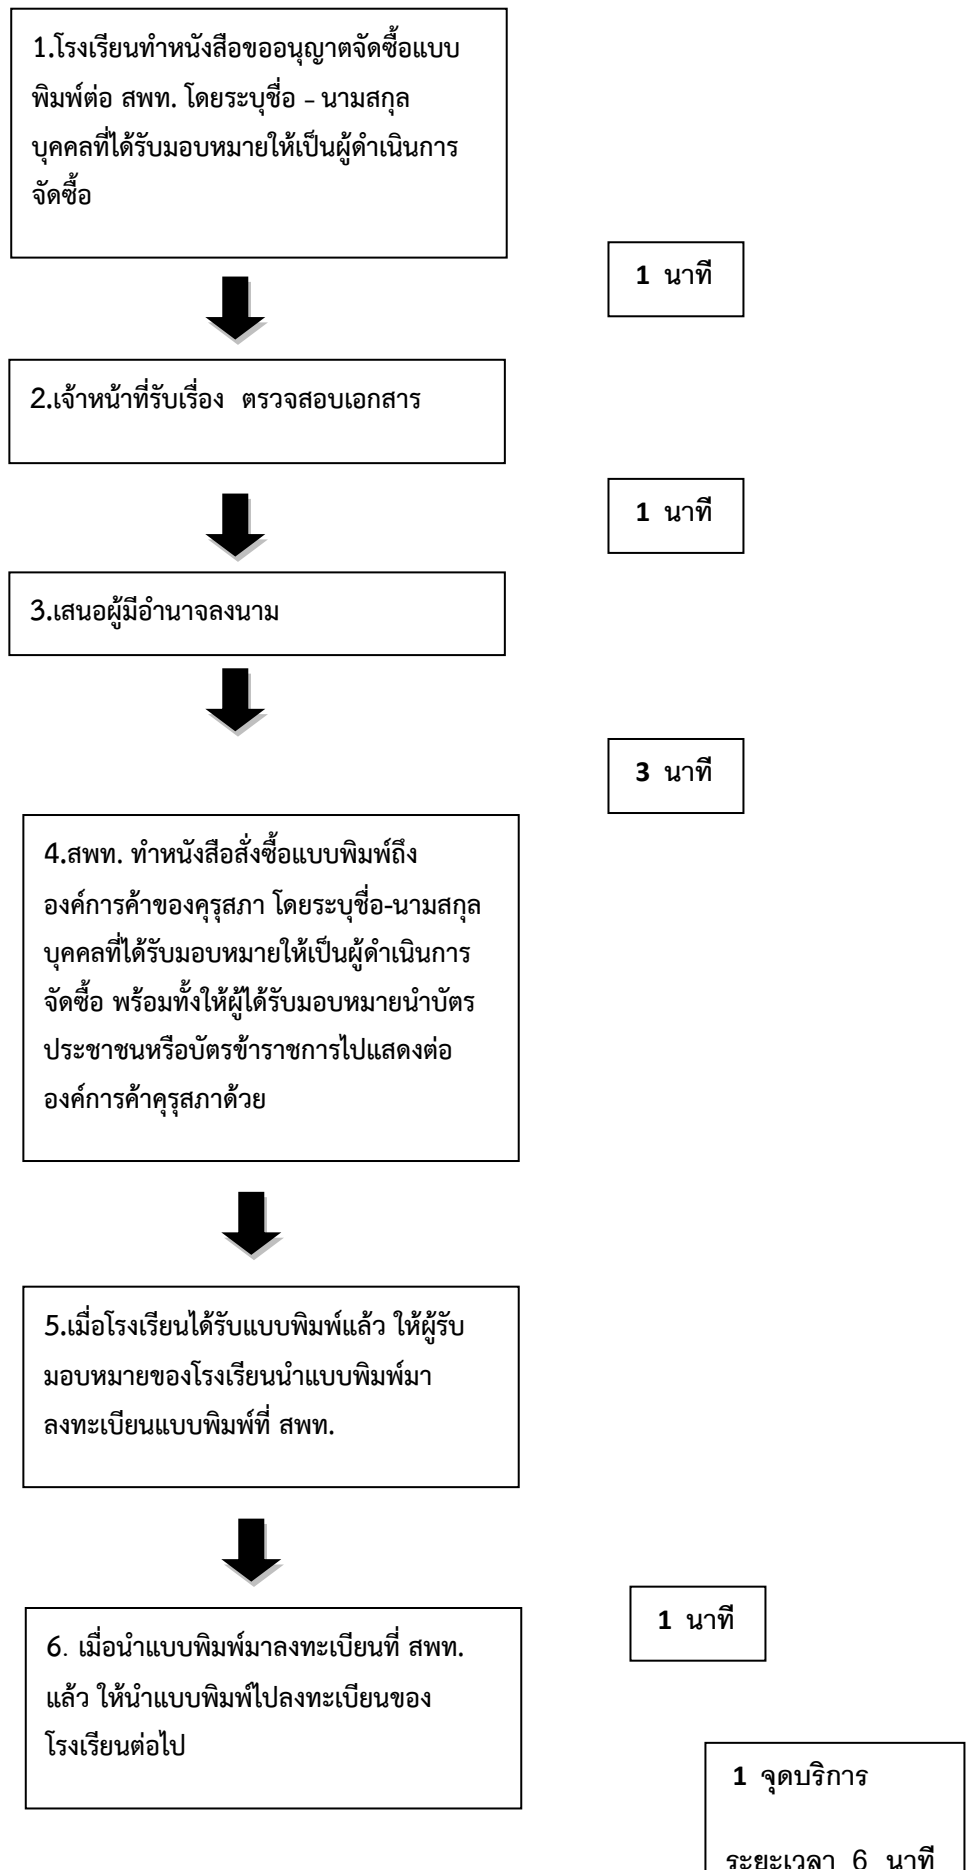 1.โรงเรียนทำหนังสือขออนุญาตจัดซื้อแบบ
พิมพ์ต่อ สพท. โดยระบุชื่อ – นามสกุล
บุคคลที่ได้รับมอบหมายให้เป็นผู้ดำเนินการ
จัดซื้อ
1 นาที
2.เจ้าหน้าที่รับเรื่อง ตรวจสอบเอกสาร
1 นาที
3.เสนอผู้มีอำนาจลงนาม
3 นาที
4.สพท. ทำหนังสือสั่งซื้อแบบพิมพ์ถึง
องค์การค้าของคุรุสภา โดยระบุชื่อ-นามสกุล
บุคคลที่ได้รับมอบหมายให้เป็นผู้ดำเนินการ
จัดซื้อ พร้อมทั้งให้ผู้ได้รับมอบหมายนำบัตร
ประชาชนหรือบัตรข้าราชการไปแสดงต่อ
องค์การค้าคุรุสภาด้วย
5.เมื่อโรงเรียนได้รับแบบพิมพ์แล้ว ให้ผู้รับ
มอบหมายของโรงเรียนนำแบบพิมพ์มา
ลงทะเบียนแบบพิมพ์ที่ สพท.
1 นาที
6. เมื่อนำแบบพิมพ์มาลงทะเบียนที่ สพท.
แล้ว ให้นำแบบพิมพ์ไปลงทะเบียนของ
โรงเรียนต่อไป
1 จุดบริการ
ระยะเวลา 6 นาที